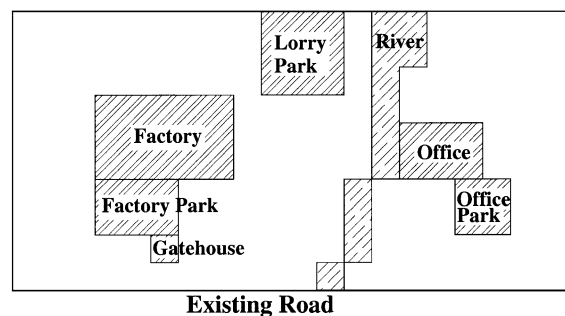 Lorry
Park
River
Factory
Office
Factory Park
Office
Park
Gatehouse
Existing Road